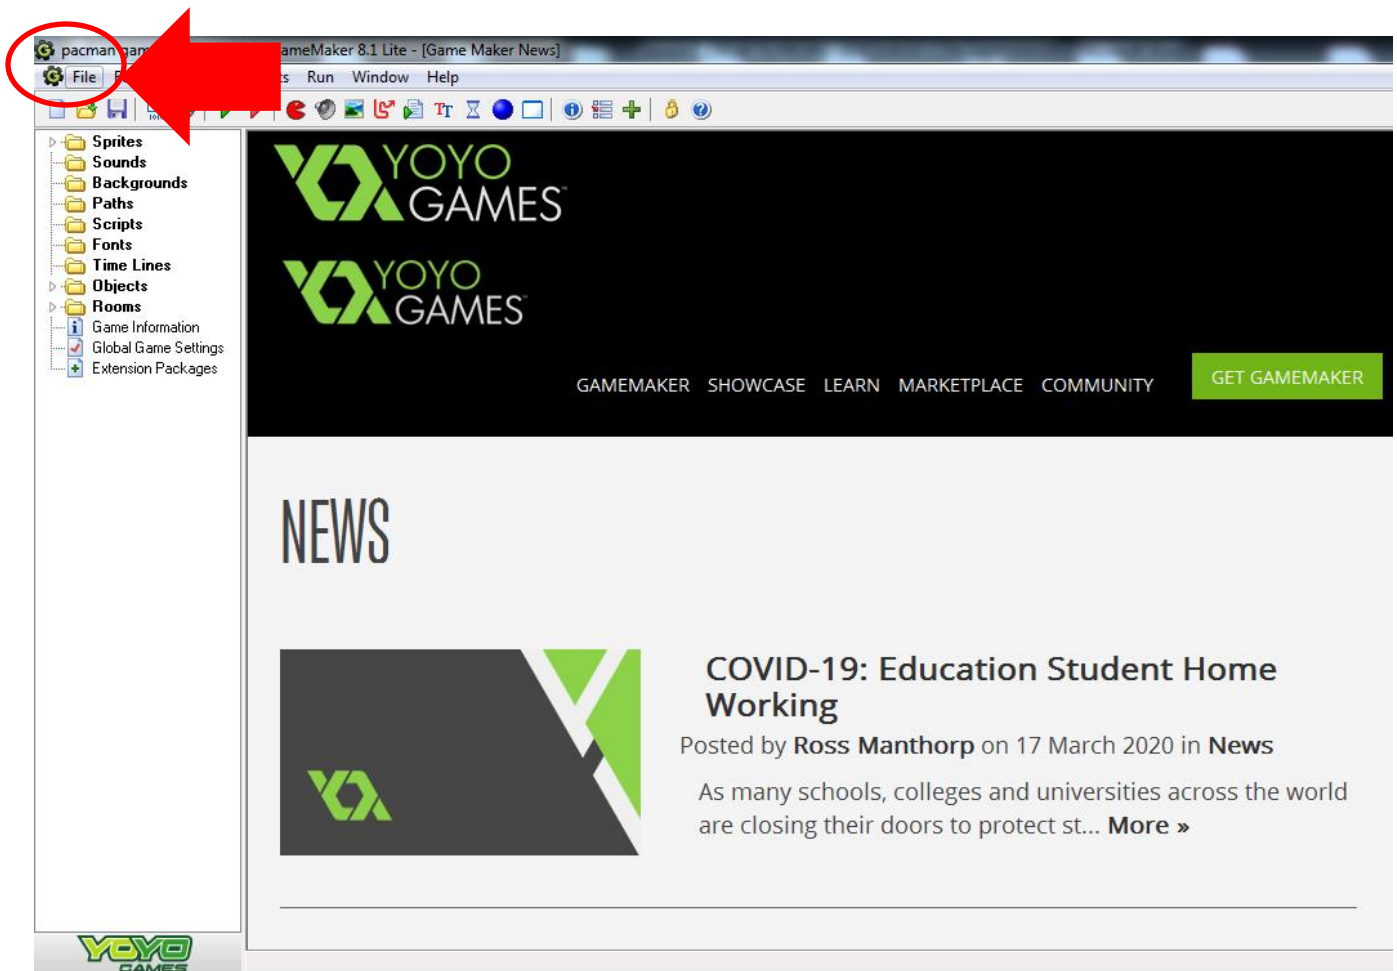 pacman gam ameMaker 8.1 Lite - [Game Maker News]
File Run Window Help
Sprites
Sounds
Backgrounds
Paths
Scripts
Fonts
Time Lines
Objects
Rooms
Game Information
Global Game Settings
Extension Packages
YOYO
GAMES™
YOYO
GAMES
GAMEMAKER SHOWCASE LEARN MARKETPLACE COMMUNITY GET GAMEMAKER
NEWS
COVID-19: Education Student Home
Working
Posted by Ross Manthorp on 17 March 2020 in News
As many schools, colleges and universities across the world
are closing their doors to protect st... More »
YOYO
GAMES